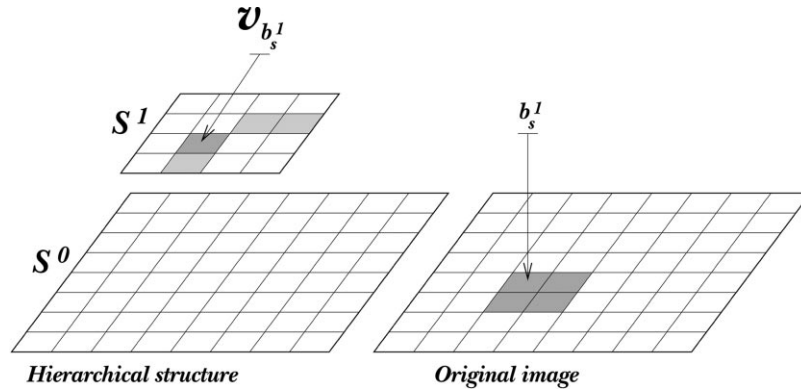 v_{b_s^1}
S^1
b_s^1
S^0
Hierarchical structure
Original image